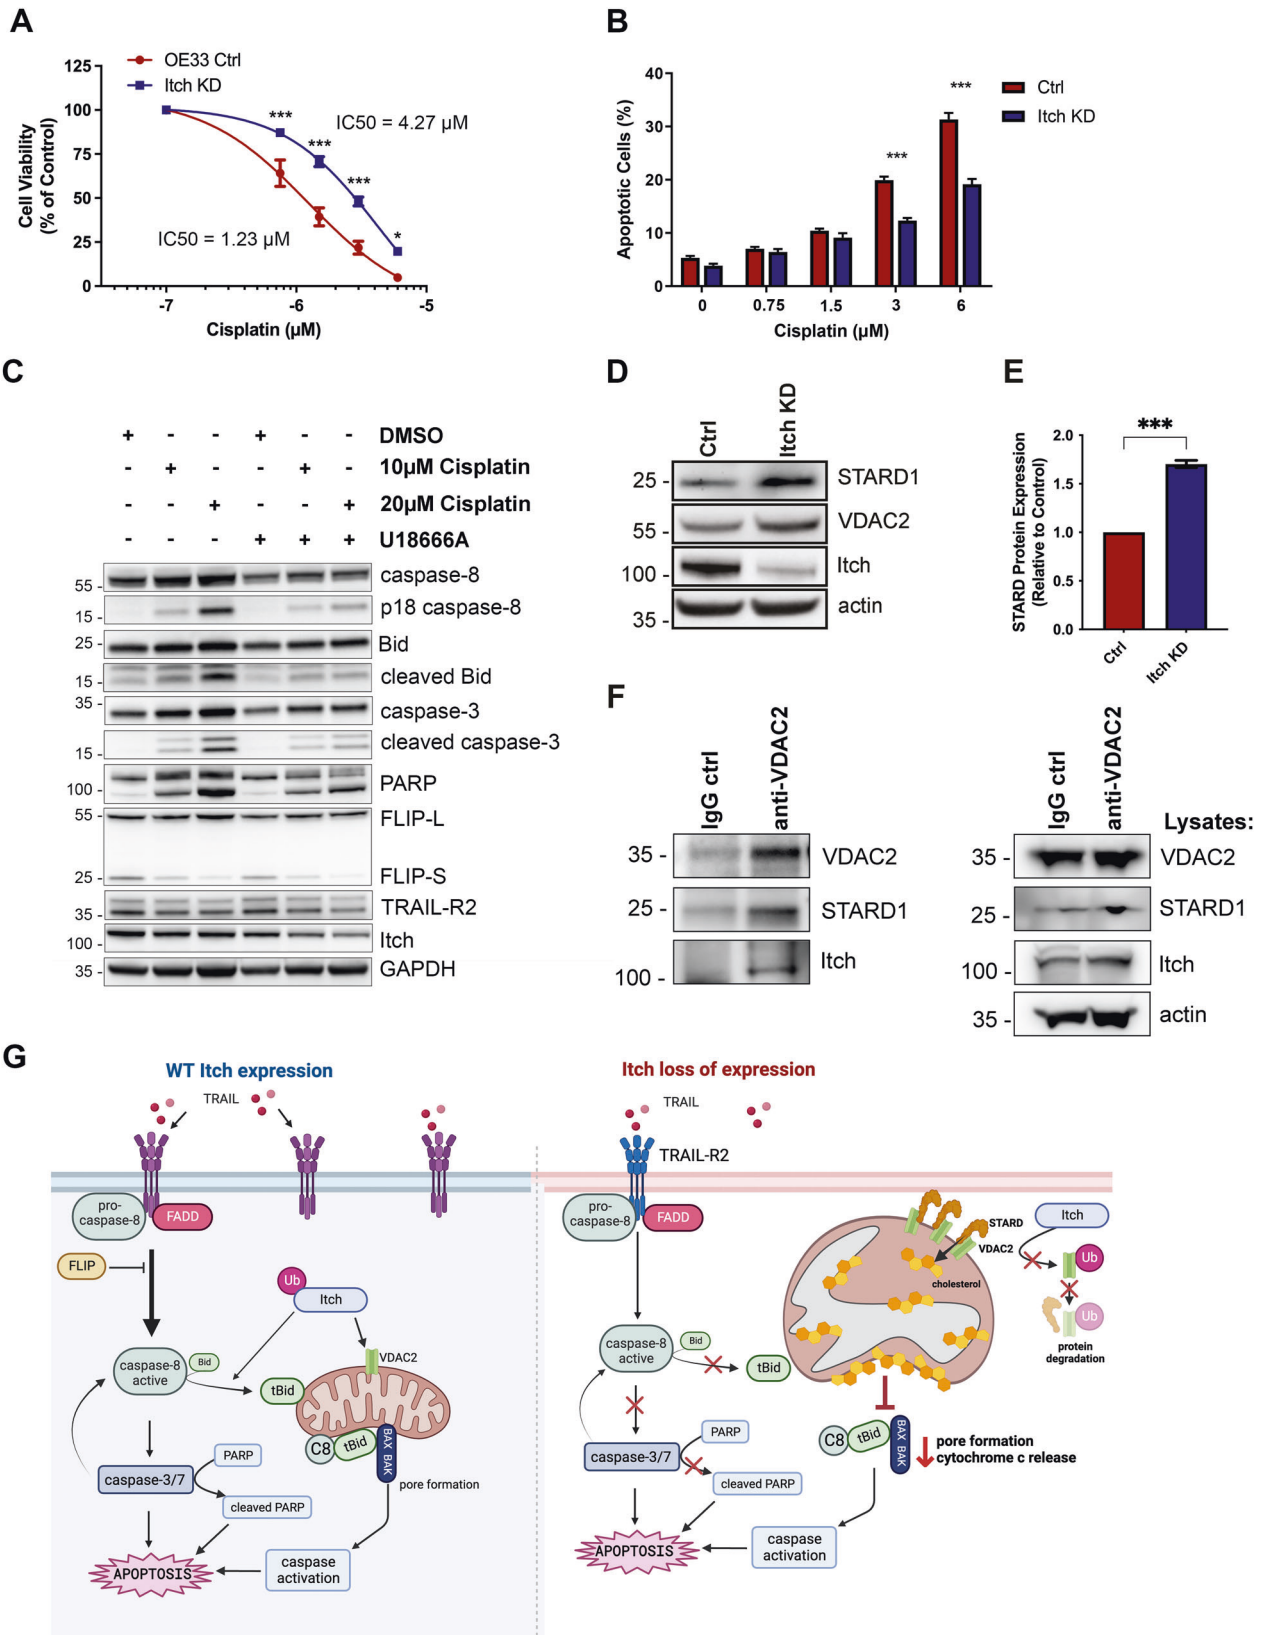 A
OE33 Ctrl
Itch KD
125
100
75
50
25
0
Cell Viability
(% of Control)
***
***
***
*
IC50 = 4.27 µM
IC50 = 1.23 µM
-7
-6
-5
Cisplatin (µM)
B
40
30
20
10
0
Apoptotic Cells (%)
***
***
Ctrl
Itch KD
0
0.75
1.5
3
6
Cisplatin (µM)
C
+ - - + - - DMSO
- + - - + - 10µM Cisplatin
- - + - - + 20µM Cisplatin
- - - + + + U18666A
55 - caspase-8
15 - p18 caspase-8
25 - Bid
15 - cleaved Bid
35 - caspase-3
15 - cleaved caspase-3
100 - PARP
55 - FLIP-L
25 - FLIP-S
35 - TRAIL-R2
100 - Itch
35 - GAPDH
D
Ctrl
Itch KD
25 - STARD1
55 - VDAC2
100 - Itch
35 - actin
E
STARD Protein Expression
(Relative to Control)
2.0
1.5
1.0
0.5
0.0
***
Ctrl
Itch KD
F
IgG ctrl
anti-VDAC2
35 - VDAC2
25 - STARD1
100 - Itch
IgG ctrl
anti-VDAC2
Lysates:
35 - VDAC2
25 - STARD1
100 - Itch
35 - actin
G
WT Itch expression
TRAIL
pro-
caspase-8
FADD
FLIP
Ub
Itch
caspase-8
active
Bid
tBid
VDAC2
C8
tBid
BAX
BAK
pore formation
caspase-3/7
PARP
cleaved PARP
APOPTOSIS
caspase
activation
Itch loss of expression
TRAIL
TRAIL-R2
pro-
caspase-8
FADD
STARD
VDAC2
cholesterol
Itch
Ub
Ub
protein
degradation
caspase-8
active
Bid
tBid
C8
tBid
BAX
BAK
pore formation
cytochrome c release
caspase-3/7
PARP
cleaved PARP
APOPTOSIS
caspase
activation